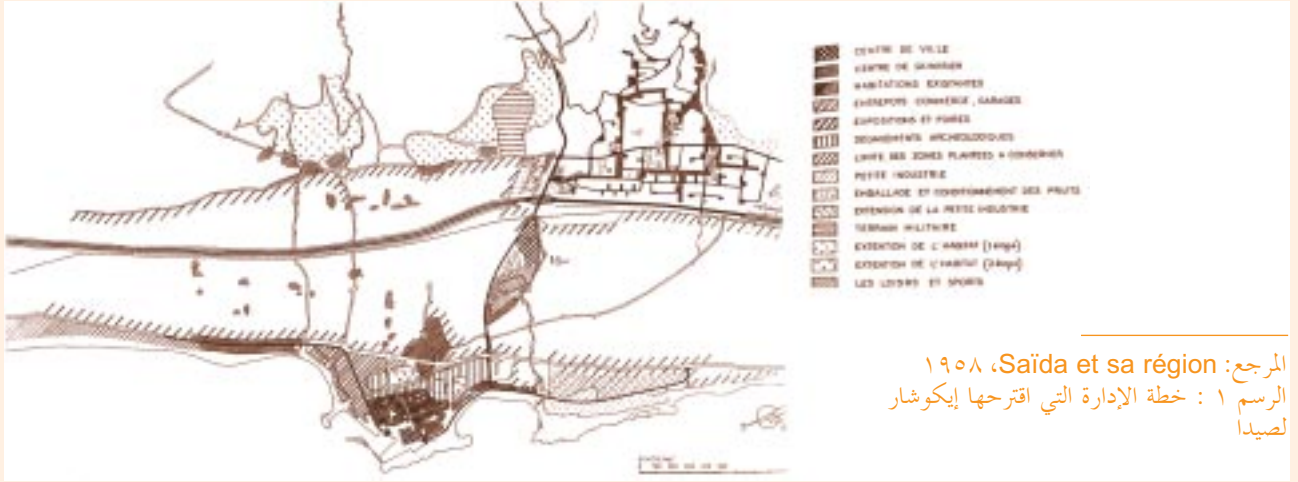 CENTRE DE VILLE
CENTRE DE
HABITATIONS EXISTANTES
ENTREPOTS COMMERCE, GARAGES
EXPOSITIONS ET FOIRES
DEGAGEMENTS ARCHEOLOGIQUES
LIMITE DES ZONES PLANTEES A CONSERVER
PETITE INDUSTRIE
EMBALLAGE ET CONDITIONNEMENT DES FRUITS
EXTENSION DE LA PETITE INDUSTRIE
TERRAIN MILITAIRE
EXTENTION DE L'HABITAT
EXTENTION DE L'HABITAT
LES LOISIRS ET SPORTS
المرجع: Saïda et sa région، ١٩٥٨
الرسم ١ : خطة الإدارة التي اقترحها إيكوشار
لصيدا